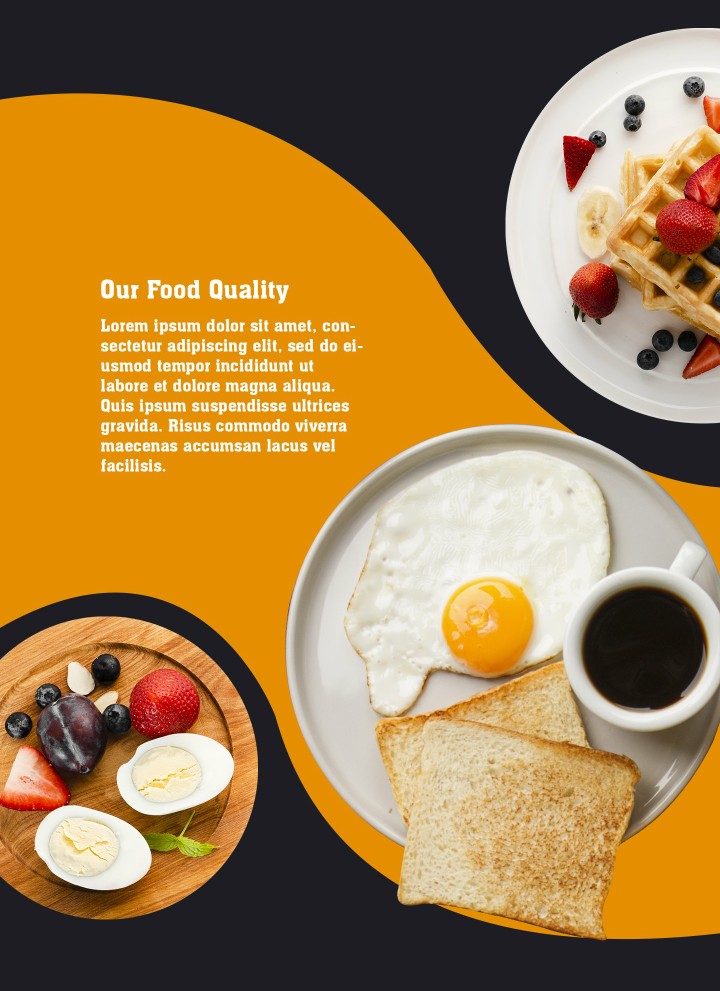 Our Food Quality
Lorem ipsum dolor sit amet, con-
sectetur adipiscing elit, sed do ei-
usmod tempor incididunt ut
labore et dolore magna aliqua.
Quis ipsum suspendisse ultrices
gravida. Risus commodo viverra
maecenas accumsan lacus vel
facilisis.